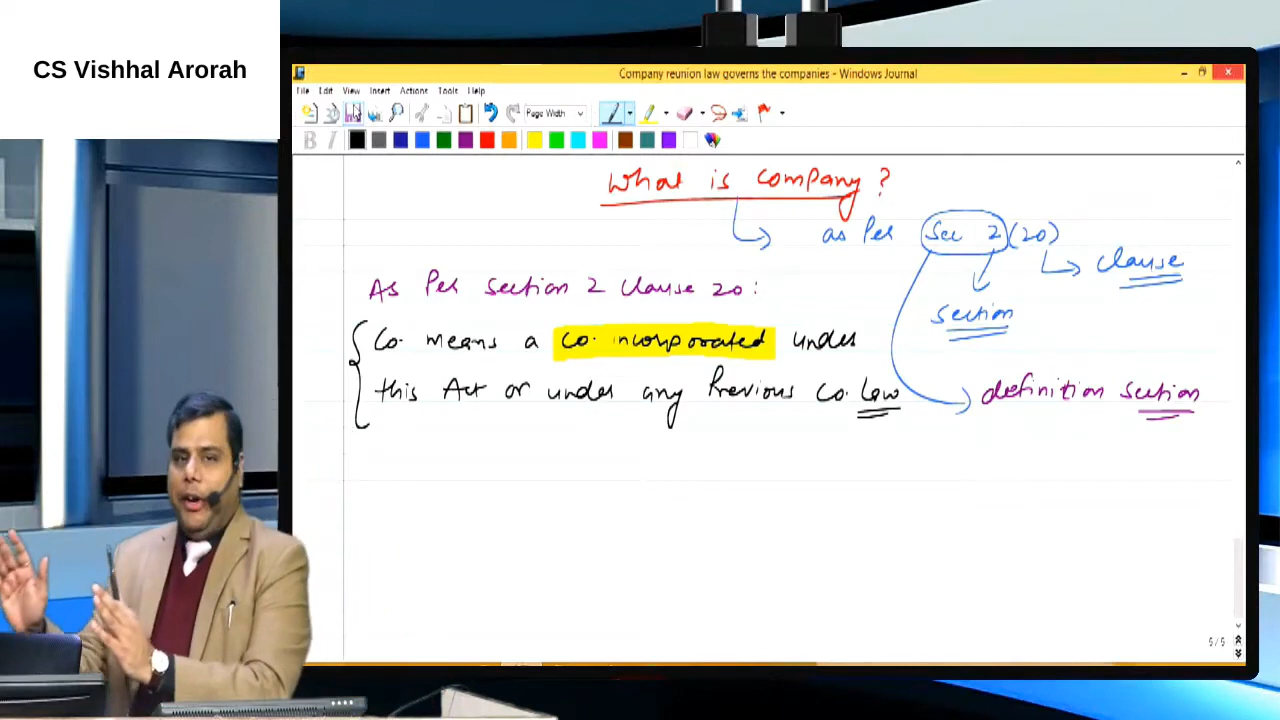 CS Vishhal Arorah
Company reunion law governs the companies - Windows Journal
File Edit View Insert Actions Tools Help
Page Width
B I
What is company ?
as Per Sec 2 (20)
clause
section
As Per section 2 clause 20 :
Co. means a co. incorporated under
this Act or under any Previous co. law
definition section
5/5